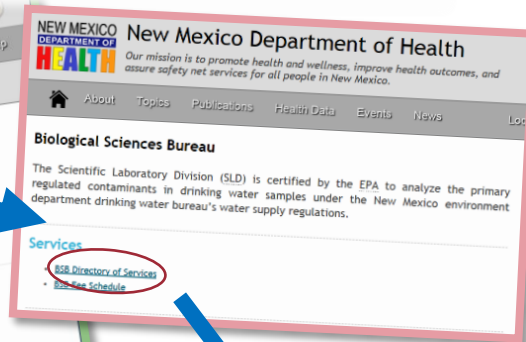 NEW MEXICO
DEPARTMENT OF
HEALTH
New Mexico Department of Health
Our mission is to promote health and wellness, improve health outcomes, and
assure safety net services for all people in New Mexico.
About Topics Publications Health Data Events News
Biological Sciences Bureau
The Scientific Laboratory Division (SLD) is certified by the EPA to analyze the primary
regulated contaminants in drinking water samples under the New Mexico environment
department drinking water bureau's water supply regulations.
Services
BSB Directory of Services
BSB Fee Schedule